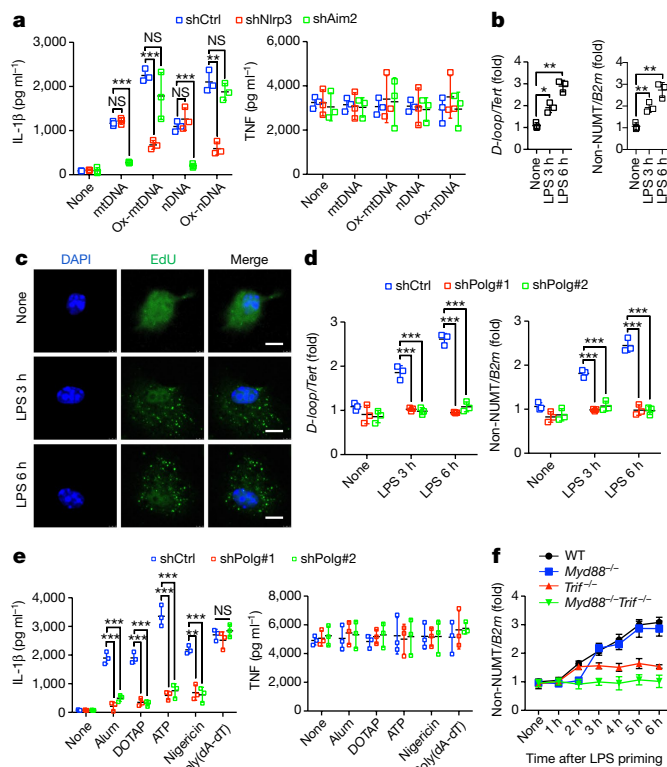 a
shCtrl shNlrp3 shAim2
IL-1β (pg ml⁻¹)
3,000
2,000
1,000
0
NS
***
NS
***
NS
***
***
NS
**
None
mtDNA
Ox-mtDNA
nDNA
Ox-nDNA
TNF (pg ml⁻¹)
6,000
4,000
2,000
0
None
mtDNA
Ox-mtDNA
nDNA
Ox-nDNA
b
D-loop/Tert (fold)
4
3
2
1
0
**
*
None
LPS 3 h
LPS 6 h
Non-NUMT/B2m (fold)
4
3
2
1
0
**
**
None
LPS 3 h
LPS 6 h
c
DAPI
EdU
Merge
None
LPS 3 h
LPS 6 h
d
shCtrl shPolg#1 shPolg#2
D-loop/Tert (fold)
3
2
1
0
***
***
***
***
None
LPS 3 h
LPS 6 h
Non-NUMT/B2m (fold)
3
2
1
0
***
***
***
***
None
LPS 3 h
LPS 6 h
e
shCtrl shPolg#1 shPolg#2
IL-1β (pg ml⁻¹)
4,000
3,000
2,000
1,000
0
***
***
***
***
***
***
***
**
NS
None
Alum
DOTAP
ATP
Nigericin
oly(dA-dT)
TNF (pg ml⁻¹)
8,000
6,000
4,000
2,000
0
None
Alum
DOTAP
ATP
Nigericin
oly(dA-dT)
f
WT
Myd88⁻/⁻
Trif⁻/⁻
Myd88⁻/⁻Trif⁻/⁻
Non-NUMT/B2m (fold)
4
3
2
1
0
None
1 h
2 h
3 h
4 h
5 h
6 h
Time after LPS priming